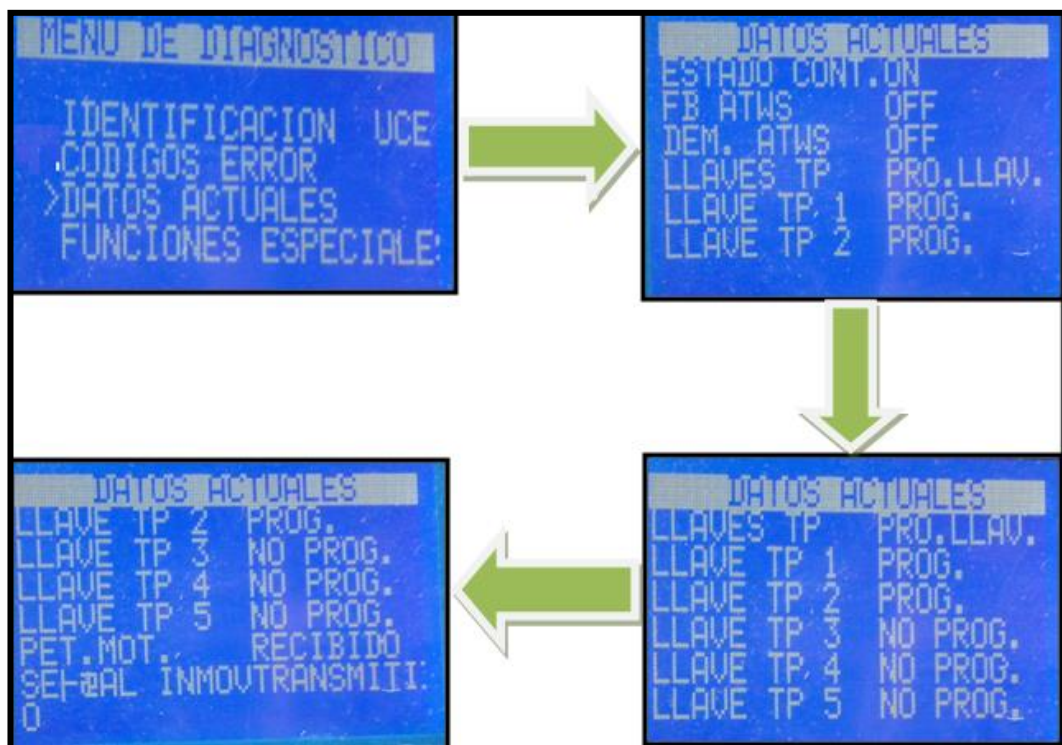 MENU DE DIAGNOSTICO
IDENTIFICACION UCE
CODIGOS ERROR
>DATOS ACTUALES
FUNCIONES ESPECIALES
DATOS ACTUALES
ESTADO CONT.ON
FB ATWS OFF
DEM. ATWS OFF
LLAVES TP PRO.LLAV.
LLAVE TP 1 PROG.
LLAVE TP 2 PROG.
DATOS ACTUALES
LLAVES TP PRO.LLAV.
LLAVE TP 1 PROG.
LLAVE TP 2 PROG.
LLAVE TP 3 NO PROG.
LLAVE TP 4 NO PROG.
LLAVE TP 5 NO PROG.
DATOS ACTUALES
LLAVE TP 2 PROG.
LLAVE TP 3 NO PROG.
LLAVE TP 4 NO PROG.
LLAVE TP 5 NO PROG.
PET.MOT. RECIBIDO
INMOVTRANSMITI
O